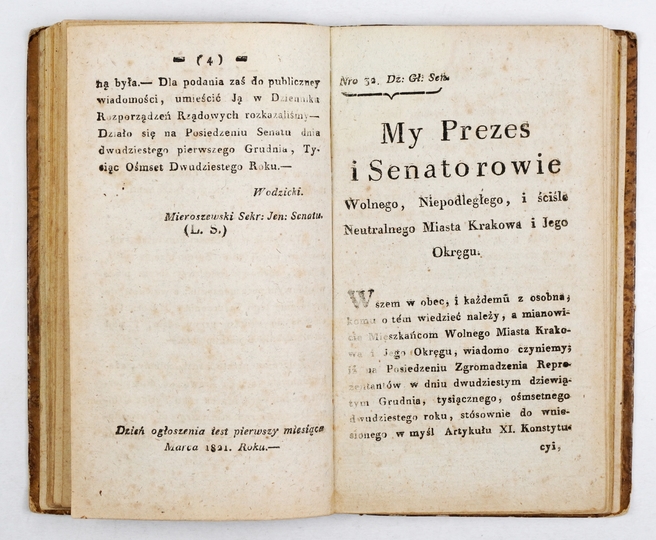 (4)
ną była.— Dla podania zaś do publiczney
wiadomości, umieścić Ją w Dzienniku
Rozporządzeń Rządowych rozkazaliśmy—
Działo się na Posiedzeniu Senatu dnia
dwudziestego pierwszego Grudnia, Ty-
siąc Ośmset Dwudziestego Roku.—
Wodzicki.
Mieroszewski Sekr: Jen: Senatu.
(L. S.)
Dzień ogłoszenia iest pierwszy miesiąca
Marca 1821. Roku.—
Nro 32. Dz: Gł: Sen.
My Prezes
i Senatorowie
Wolnego, Niepodległego, i ściśle
Neutralnego Miasta Krakowa i Jego
Okręgu.
Wszem w obec, i każdemu z osobna,
komu o tém wiedzieć należy, a mianowi-
cie Mieszkańcom Wolnego Miasta Krako-
wa i Jego Okręgu, wiadomo czyniemy;
iż na Posiedzeniu Zgromadzenia Repre-
zentantów w dniu dwudziestym dziewią-
tym Grudnia, tysiącznego, ośmsetnego
dwudziestego roku, stósownie do wnie-
sionego w myśl Artykułu XI. Konstytu-
cyi,